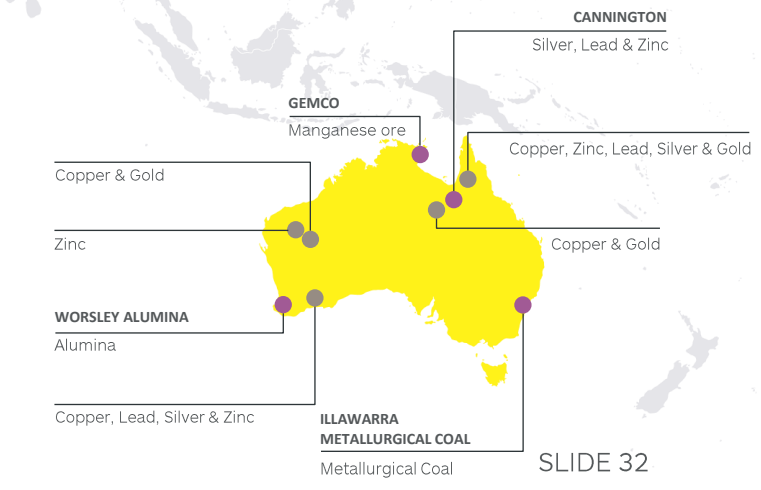 CANNINGTON
Silver, Lead & Zinc
GEMCO
Manganese ore
Copper, Zinc, Lead, Silver & Gold
Copper & Gold
Zinc
Copper & Gold
WORSLEY ALUMINA
Alumina
Copper, Lead, Silver & Zinc
ILLAWARRA
METALLURGICAL COAL
Metallurgical Coal
SLIDE 32